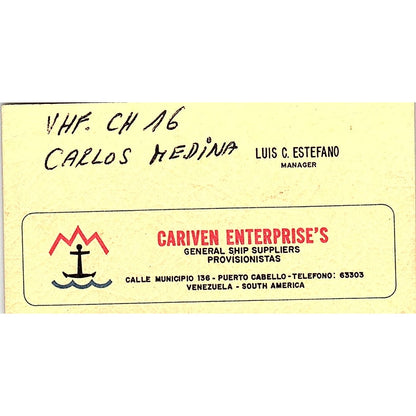 VHF. CH 16
CARLOS MEDINA
LUIS C. ESTEFANO
MANAGER
CARIVEN ENTERPRISE'S
GENERAL SHIP SUPPLIERS
PROVISIONISTAS
CALLE MUNICIPIO 136 - PUERTO CABELLO - TELEFONO: 63303
VENEZUELA - SOUTH AMERICA